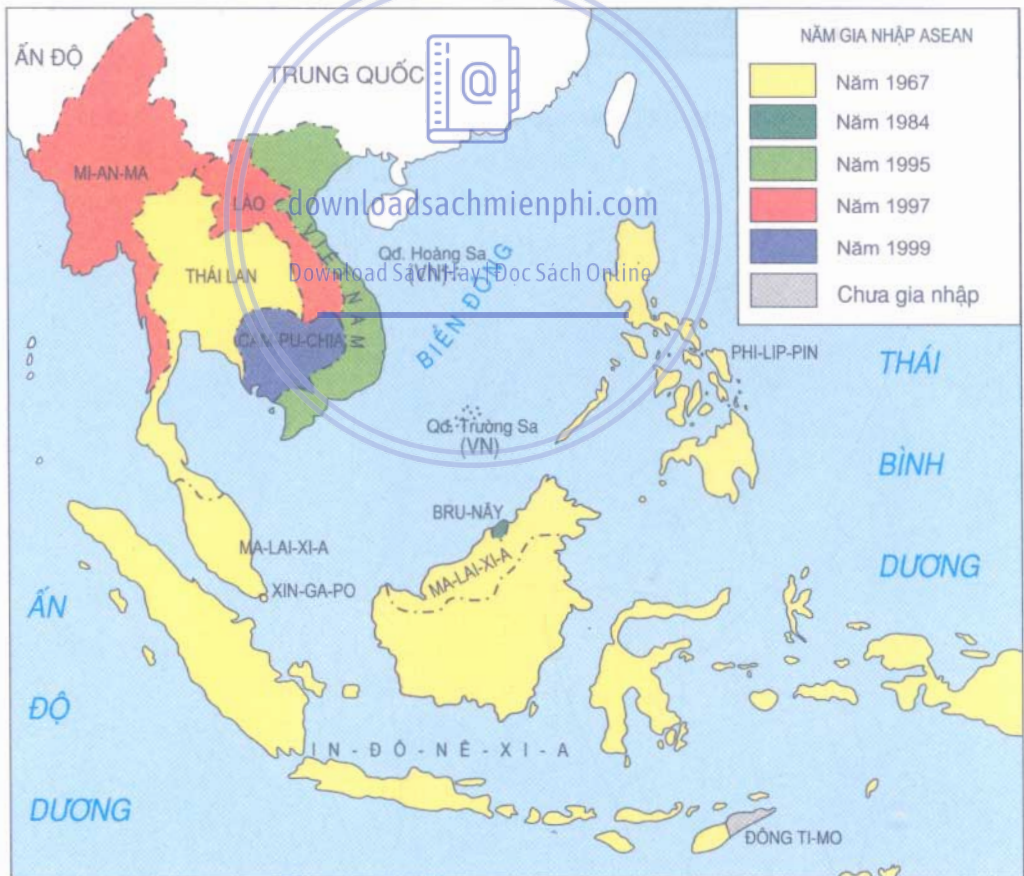 ẤN ĐỘ
TRUNG QUỐC
@
NĂM GIA NHẬP ASEAN
Năm 1967
Năm 1984
Năm 1995
Năm 1997
Năm 1999
Chưa gia nhập
MI-AN-MA
LÀO
downloadsachmienphi.com
VIỆT NAM
Qđ. Hoàng Sa
(VN)
THÁI LAN
Download Sách Hay | Đọc Sách Online
BIỂN ĐÔNG
CAM-PU-CHIA
PHI-LIP-PIN
THÁI
BÌNH
DƯƠNG
Qđ. Trường Sa
(VN)
BRU-NÂY
MA-LAI-XI-A
MA-LAI-XI-A
XIN-GA-PO
ẤN
ĐỘ
DƯƠNG
IN-ĐÔ-NÊ-XI-A
ĐÔNG TI-MO